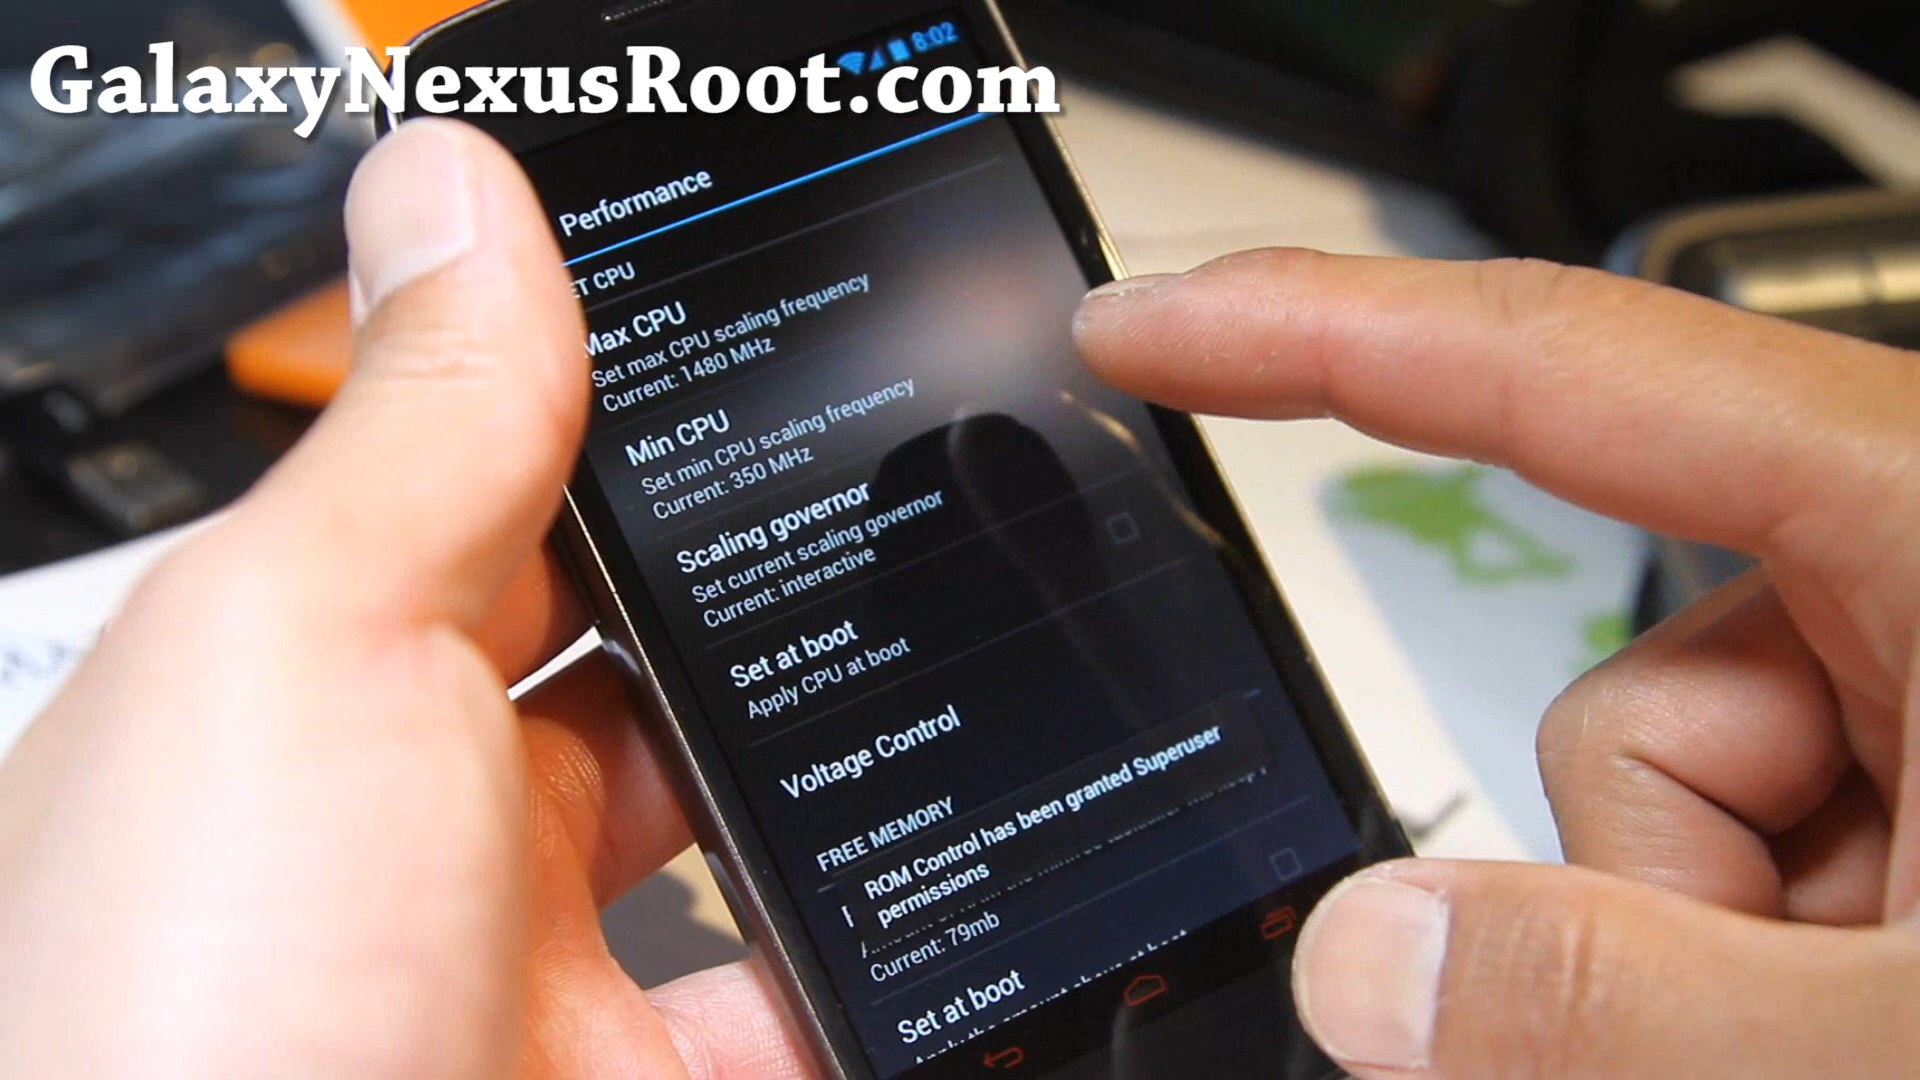 GalaxyNexusRoot.com
8:02
Performance
ET CPU
Max CPU
Set max CPU scaling frequency
Current: 1480 MHz
Min CPU
Set min CPU scaling frequency
Current: 350 MHz
Scaling governor
Set current scaling governor
Current: interactive
Set at boot
Apply CPU at boot
Voltage Control
FREE MEMORY
ROM Control has been granted Superuser
permissions
Current: 79mb
Set at boot